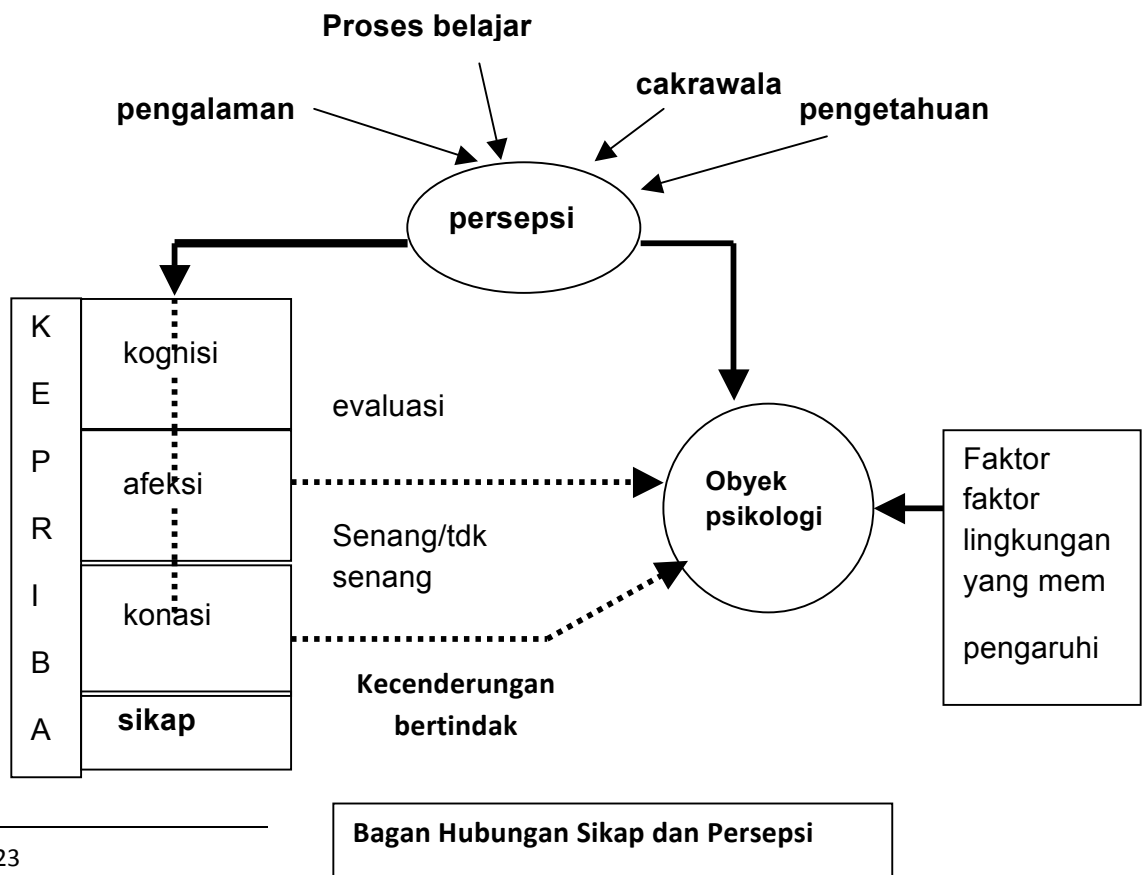 Proses belajar
cakrawala
pengalaman
pengetahuan
persepsi
K
E
P
R
I
B
A
kognisi
afeksi
konasi
sikap
evaluasi
Senang/tdk
senang
Kecenderungan
bertindak
Obyek
psikologi
Faktor
faktor
lingkungan
yang mem
pengaruhi
23
Bagan Hubungan Sikap dan Persepsi